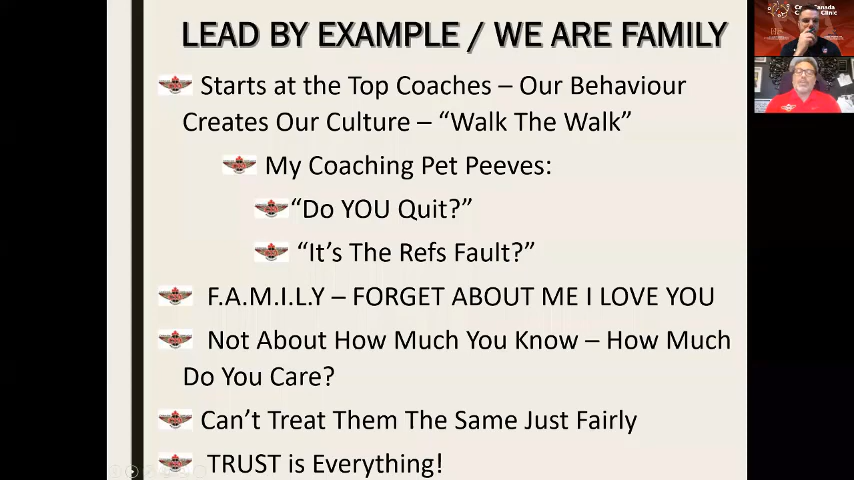 LEAD BY EXAMPLE / WE ARE FAMILY
Starts at the Top Coaches – Our Behaviour
Creates Our Culture – “Walk The Walk”
My Coaching Pet Peeves:
“Do YOU Quit?”
“It’s The Refs Fault?”
F.A.M.I.L.Y – FORGET ABOUT ME I LOVE YOU
Not About How Much You Know – How Much
Do You Care?
Can’t Treat Them The Same Just Fairly
TRUST is Everything!